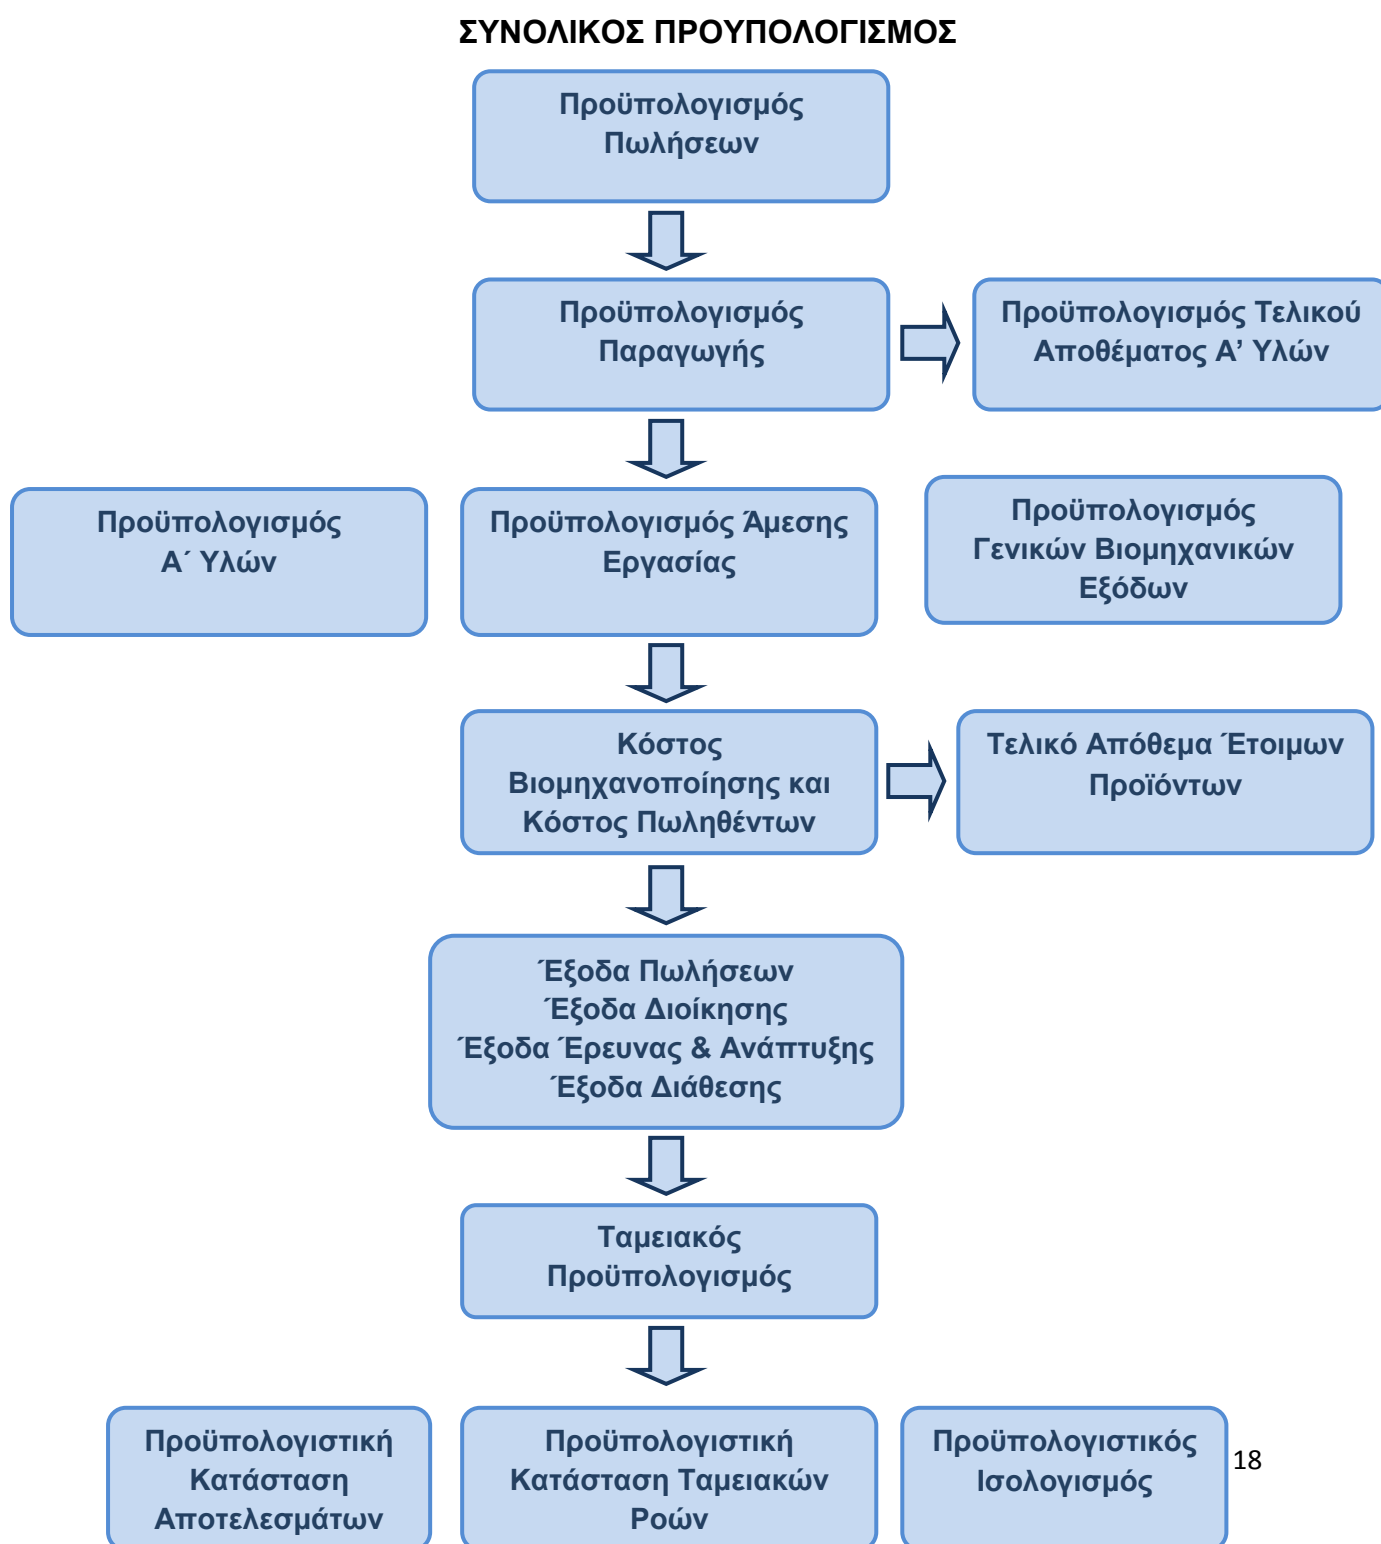 ΣΥΝΟΛΙΚΟΣ ΠΡΟΥΠΟΛΟΓΙΣΜΟΣ
Προϋπολογισμός
Πωλήσεων
Προϋπολογισμός
Παραγωγής
Προϋπολογισμός Τελικού
Αποθέματος Α’ Υλών
Προϋπολογισμός
Α΄ Υλών
Προϋπολογισμός Άμεσης
Εργασίας
Προϋπολογισμός
Γενικών Βιομηχανικών
Εξόδων
Κόστος
Βιομηχανοποίησης και
Κόστος Πωληθέντων
Τελικό Απόθεμα Έτοιμων
Προϊόντων
Έξοδα Πωλήσεων
Έξοδα Διοίκησης
Έξοδα Έρευνας & Ανάπτυξης
Έξοδα Διάθεσης
Ταμειακός
Προϋπολογισμός
Προϋπολογιστική
Κατάσταση
Αποτελεσμάτων
Προϋπολογιστική
Κατάσταση Ταμειακών
Ροών
Προϋπολογιστικός
Ισολογισμός
18